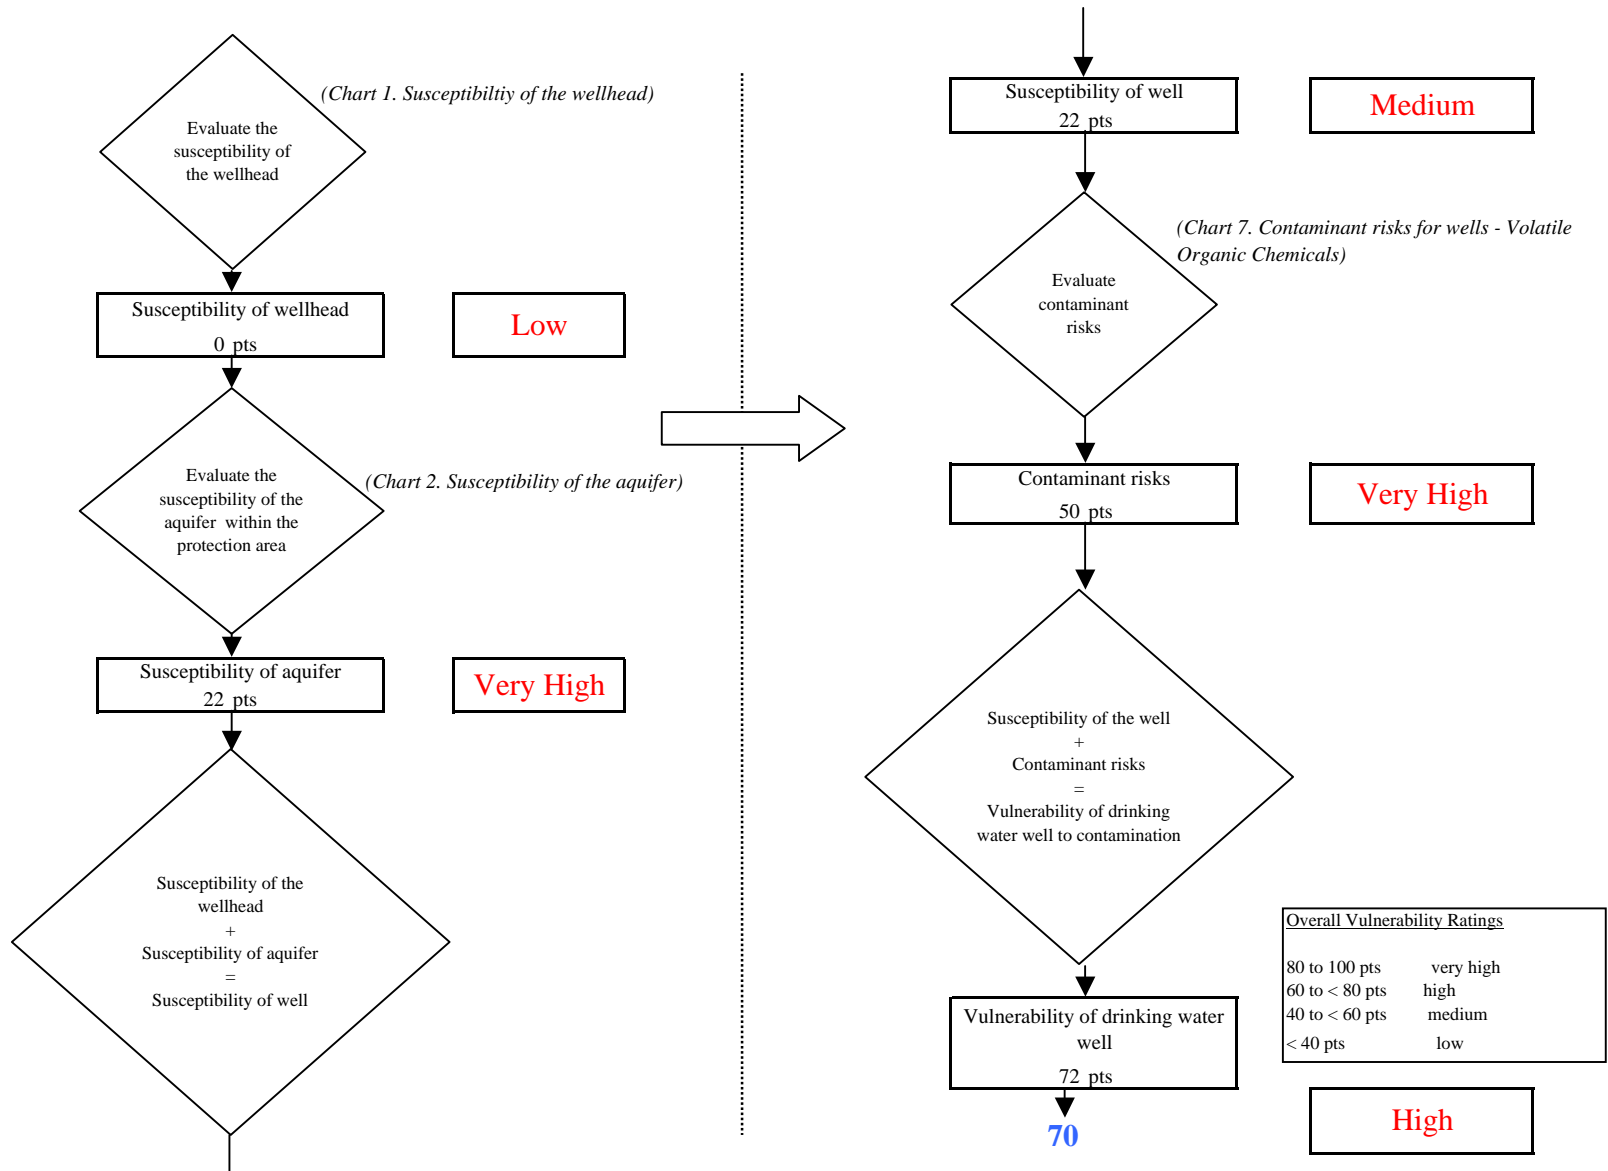 (Chart 1. Susceptibiltiy of the wellhead)
Evaluate the
susceptibility of
the wellhead
Susceptibility of wellhead
0 pts
Low
Evaluate the
susceptibility of the
aquifer within the
protection area
(Chart 2. Susceptibility of the aquifer)
Susceptibility of aquifer
22 pts
Very High
Susceptibility of the
wellhead
+
Susceptibility of aquifer
=
Susceptibility of well
Susceptibility of well
22 pts
Medium
(Chart 7. Contaminant risks for wells - Volatile
Organic Chemicals)
Evaluate
contaminant
risks
Contaminant risks
50 pts
Very High
Susceptibility of the well
+
Contaminant risks
=
Vulnerability of drinking
water well to contamination
Overall Vulnerability Ratings
80 to 100 pts very high
60 to < 80 pts high
40 to < 60 pts medium
< 40 pts low
Vulnerability of drinking water
well
72 pts
70
High